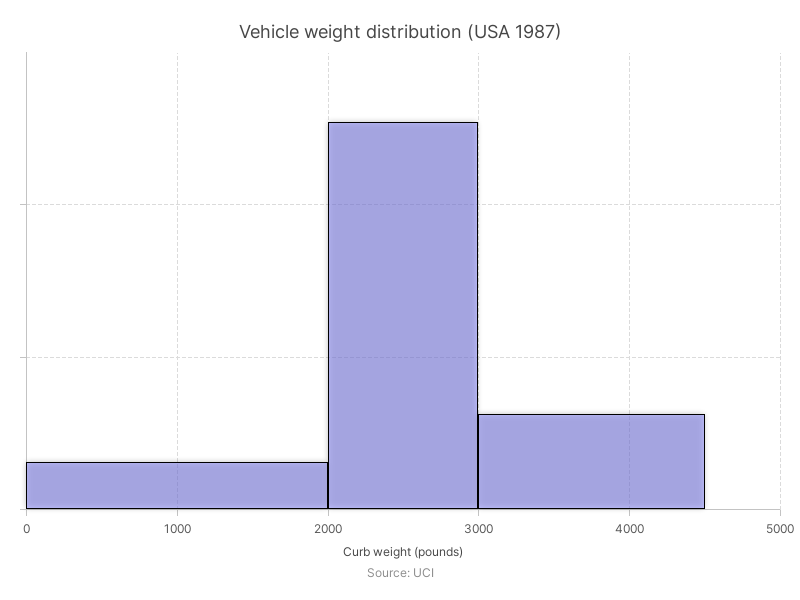 Vehicle weight distribution (USA 1987)
0 1000 2000 3000 4000 5000
Curb weight (pounds)
Source: UCI